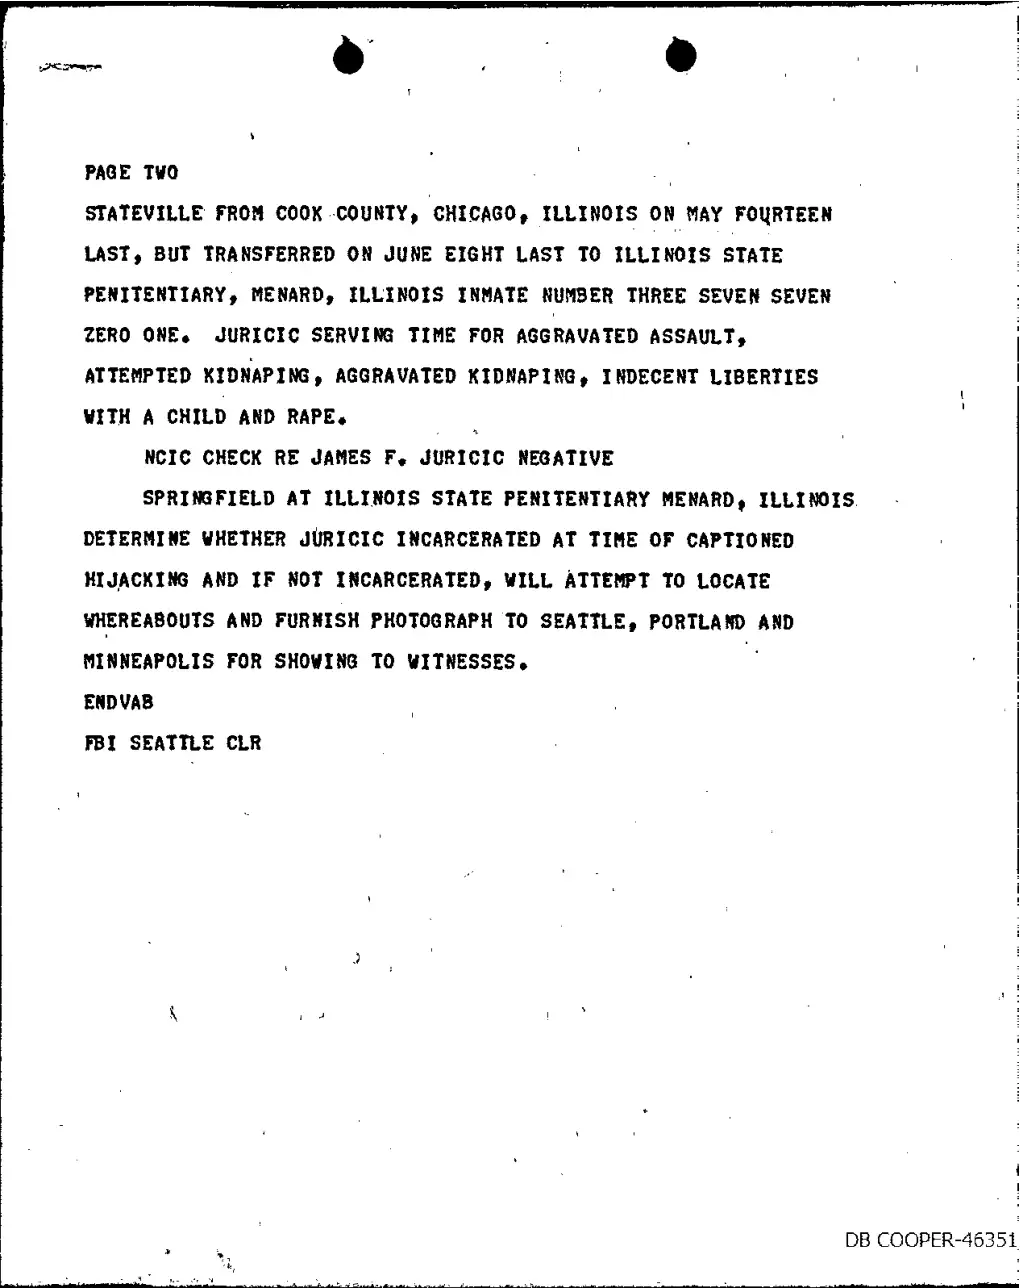 PAGE TWO
STATEVILLE FROM COOK COUNTY, CHICAGO, ILLINOIS ON MAY FOURTEEN
LAST, BUT TRANSFERRED ON JUNE EIGHT LAST TO ILLINOIS STATE
PENITENTIARY, MENARD, ILLINOIS INMATE NUMBER THREE SEVEN SEVEN
ZERO ONE. JURICIC SERVING TIME FOR AGGRAVATED ASSAULT,
ATTEMPTED KIDNAPING, AGGRAVATED KIDNAPING, INDECENT LIBERTIES
WITH A CHILD AND RAPE.
NCIC CHECK RE JAMES F. JURICIC NEGATIVE
SPRINGFIELD AT ILLINOIS STATE PENITENTIARY MENARD, ILLINOIS
DETERMINE WHETHER JURICIC INCARCERATED AT TIME OF CAPTIONED
HIJACKING AND IF NOT INCARCERATED, WILL ATTEMPT TO LOCATE
WHEREABOUTS AND FURNISH PHOTOGRAPH TO SEATTLE, PORTLAND AND
MINNEAPOLIS FOR SHOWING TO WITNESSES.
ENDVAB
FBI SEATTLE CLR
DB COOPER-46351